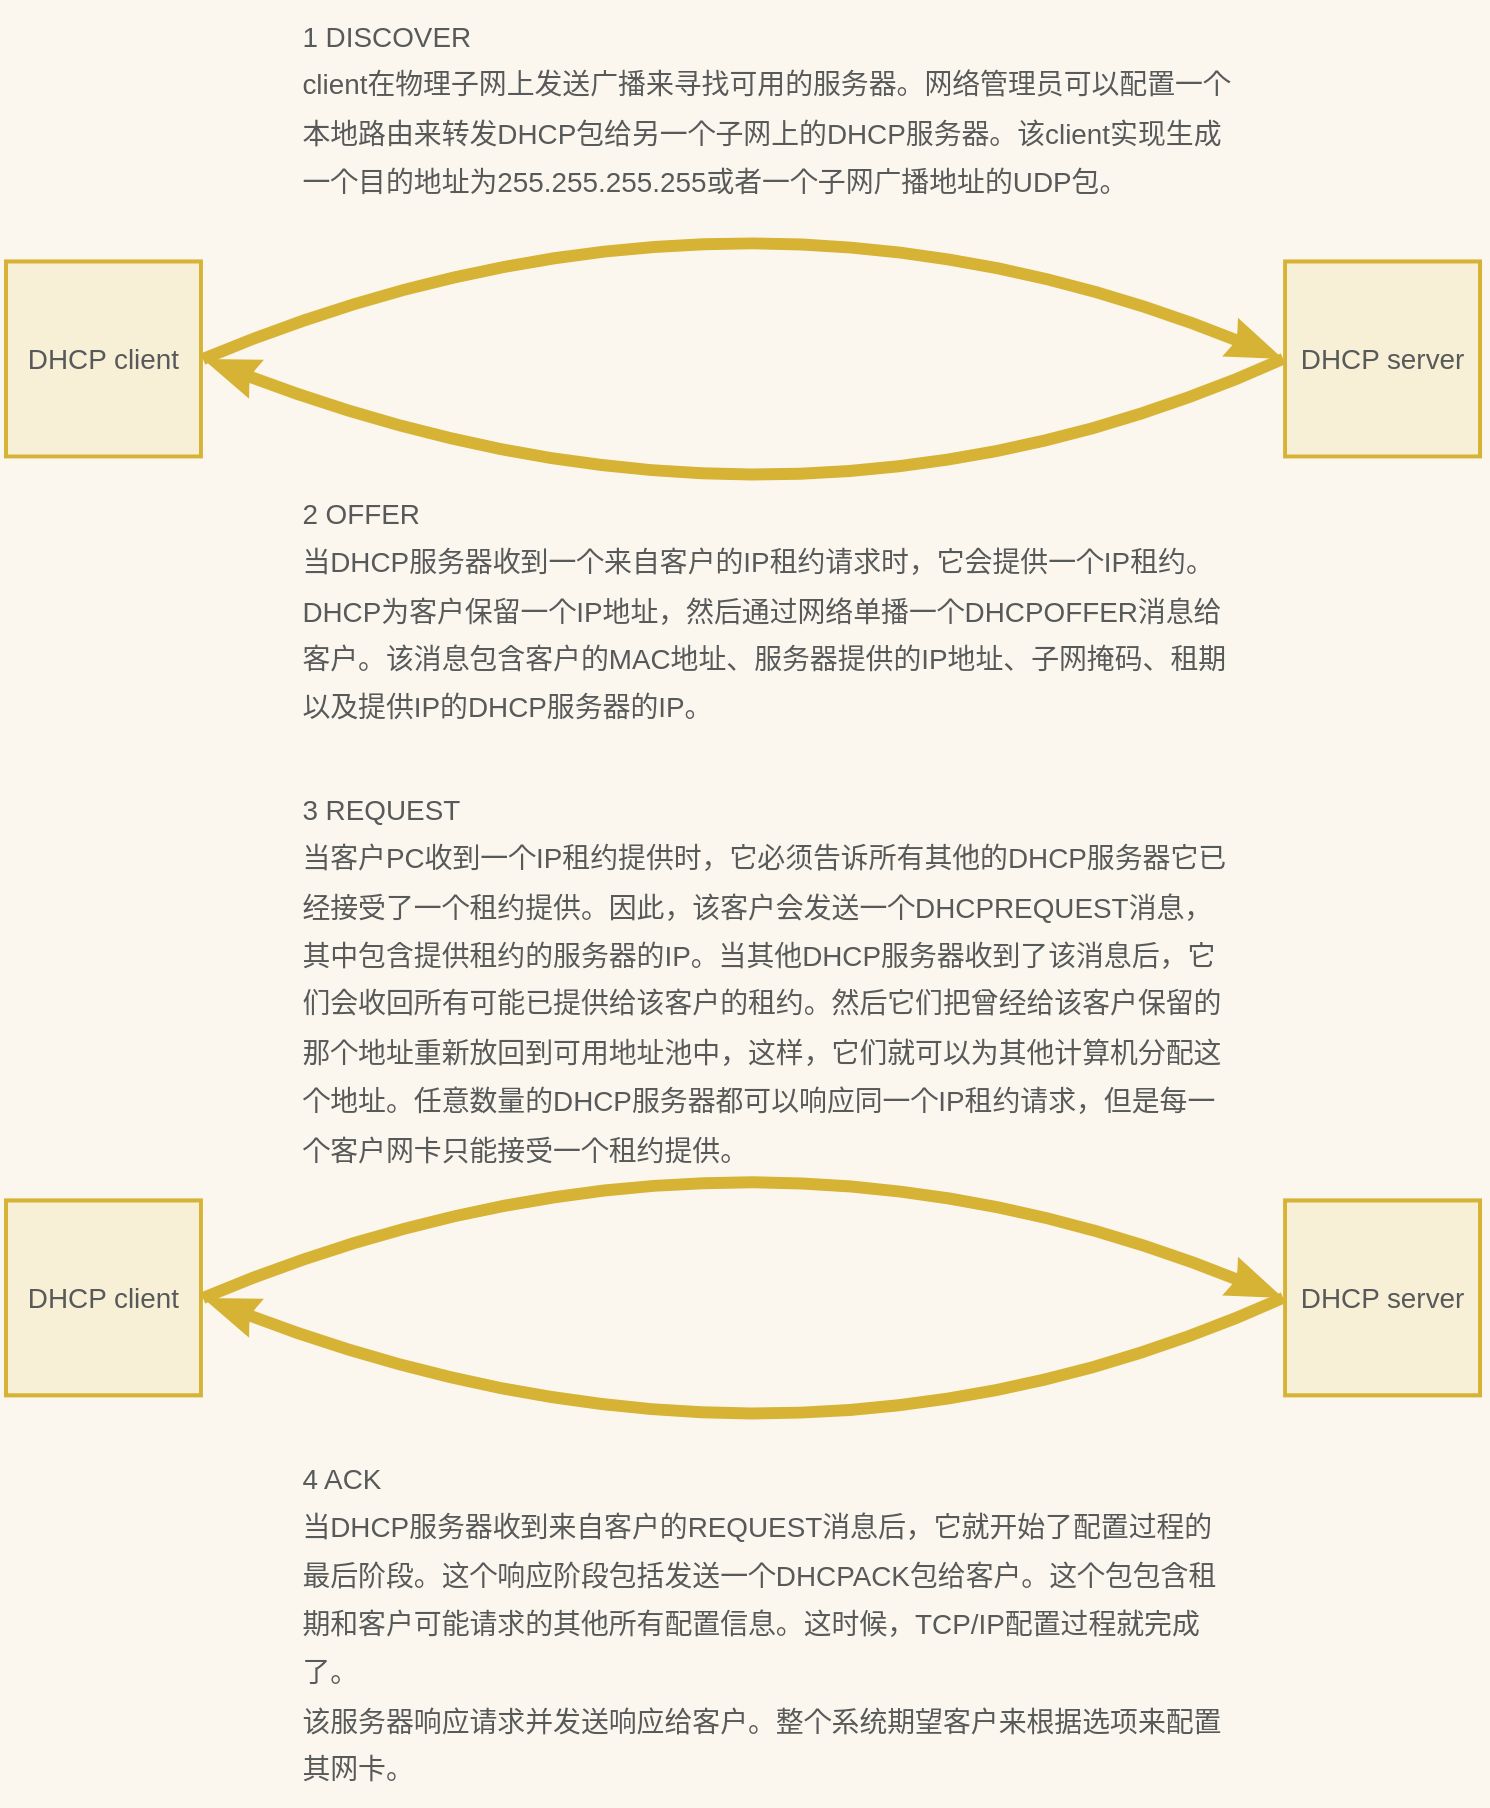 1 DISCOVER
client在物理子网上发送广播来寻找可用的服务器。网络管理员可以配置一个
本地路由来转发DHCP包给另一个子网上的DHCP服务器。该client实现生成
一个目的地址为255.255.255.255或者一个子网广播地址的UDP包。
DHCP client
DHCP server
2 OFFER
当DHCP服务器收到一个来自客户的IP租约请求时，它会提供一个IP租约。
DHCP为客户保留一个IP地址，然后通过网络单播一个DHCPOFFER消息给
客户。该消息包含客户的MAC地址、服务器提供的IP地址、子网掩码、租期
以及提供IP的DHCP服务器的IP。
3 REQUEST
当客户PC收到一个IP租约提供时，它必须告诉所有其他的DHCP服务器它已
经接受了一个租约提供。因此，该客户会发送一个DHCPREQUEST消息，
其中包含提供租约的服务器的IP。当其他DHCP服务器收到了该消息后，它
们会收回所有可能已提供给该客户的租约。然后它们把曾经给该客户保留的
那个地址重新放回到可用地址池中，这样，它们就可以为其他计算机分配这
个地址。任意数量的DHCP服务器都可以响应同一个IP租约请求，但是每一
个客户网卡只能接受一个租约提供。
DHCP client
DHCP server
4 ACK
当DHCP服务器收到来自客户的REQUEST消息后，它就开始了配置过程的
最后阶段。这个响应阶段包括发送一个DHCPACK包给客户。这个包包含租
期和客户可能请求的其他所有配置信息。这时候，TCP/IP配置过程就完成
了。
该服务器响应请求并发送响应给客户。整个系统期望客户来根据选项来配置
其网卡。